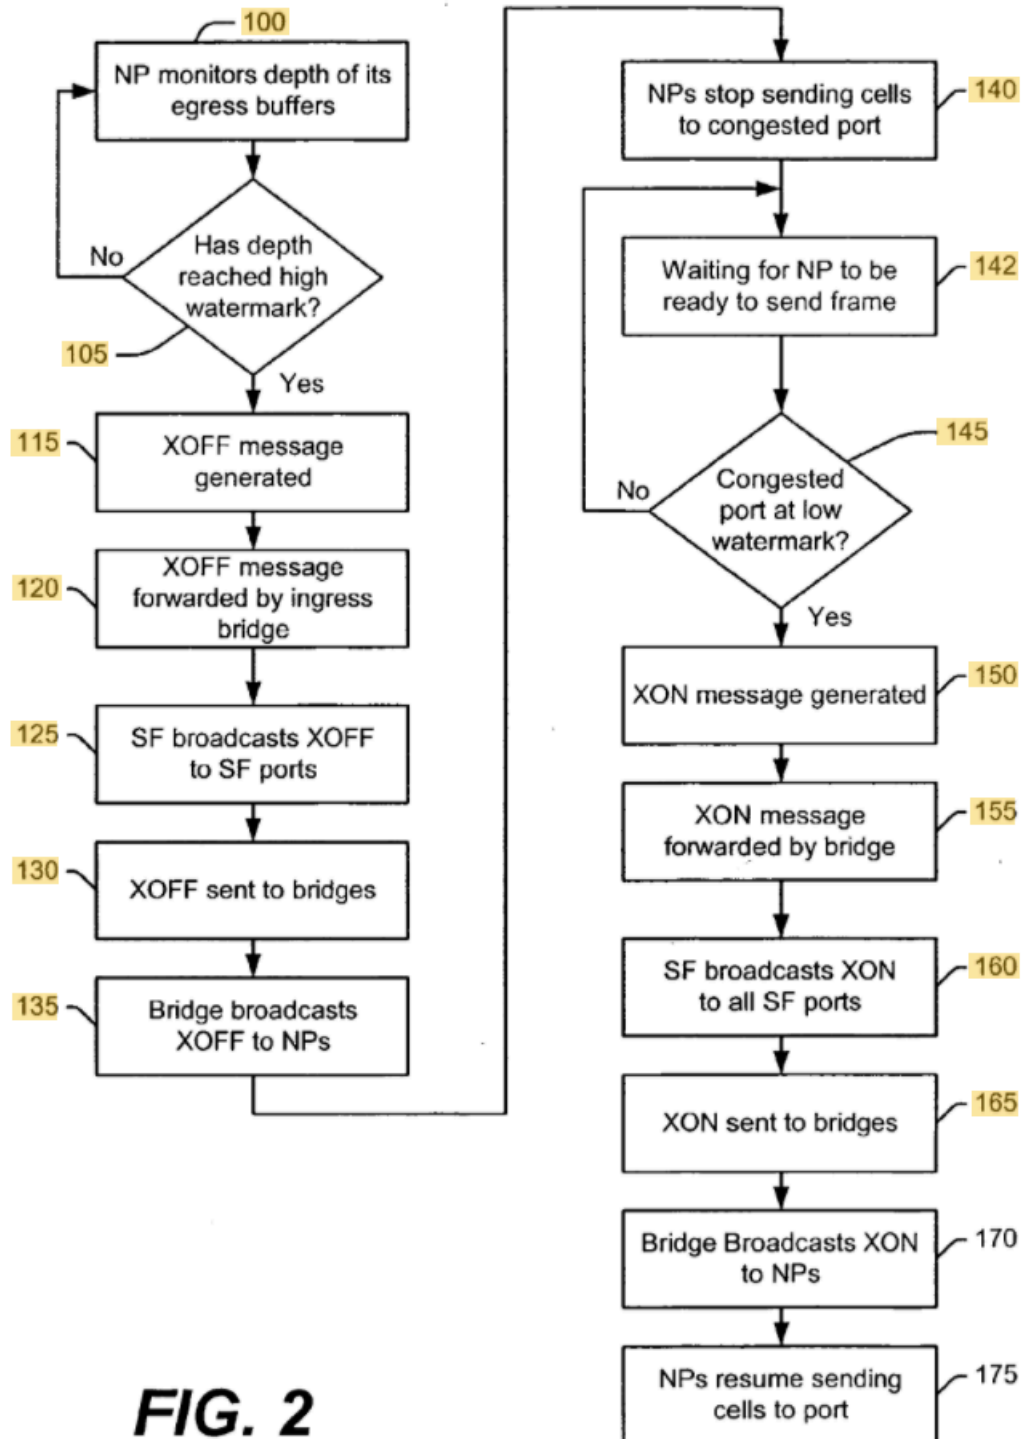 100
NP monitors depth of its
egress buffers
No
Has depth
reached high
watermark?
105
Yes
115
XOFF message
generated
120
XOFF message
forwarded by ingress
bridge
125
SF broadcasts XOFF
to SF ports
130
XOFF sent to bridges
135
Bridge broadcasts
XOFF to NPs
NPs stop sending cells
to congested port
140
Waiting for NP to be
ready to send frame
142
145
No
Congested
port at low
watermark?
Yes
150
XON message generated
XON message
forwarded by bridge
155
SF broadcasts XON
to all SF ports
160
XON sent to bridges
165
Bridge Broadcasts XON
to NPs
170
NPs resume sending
cells to port
175
FIG. 2